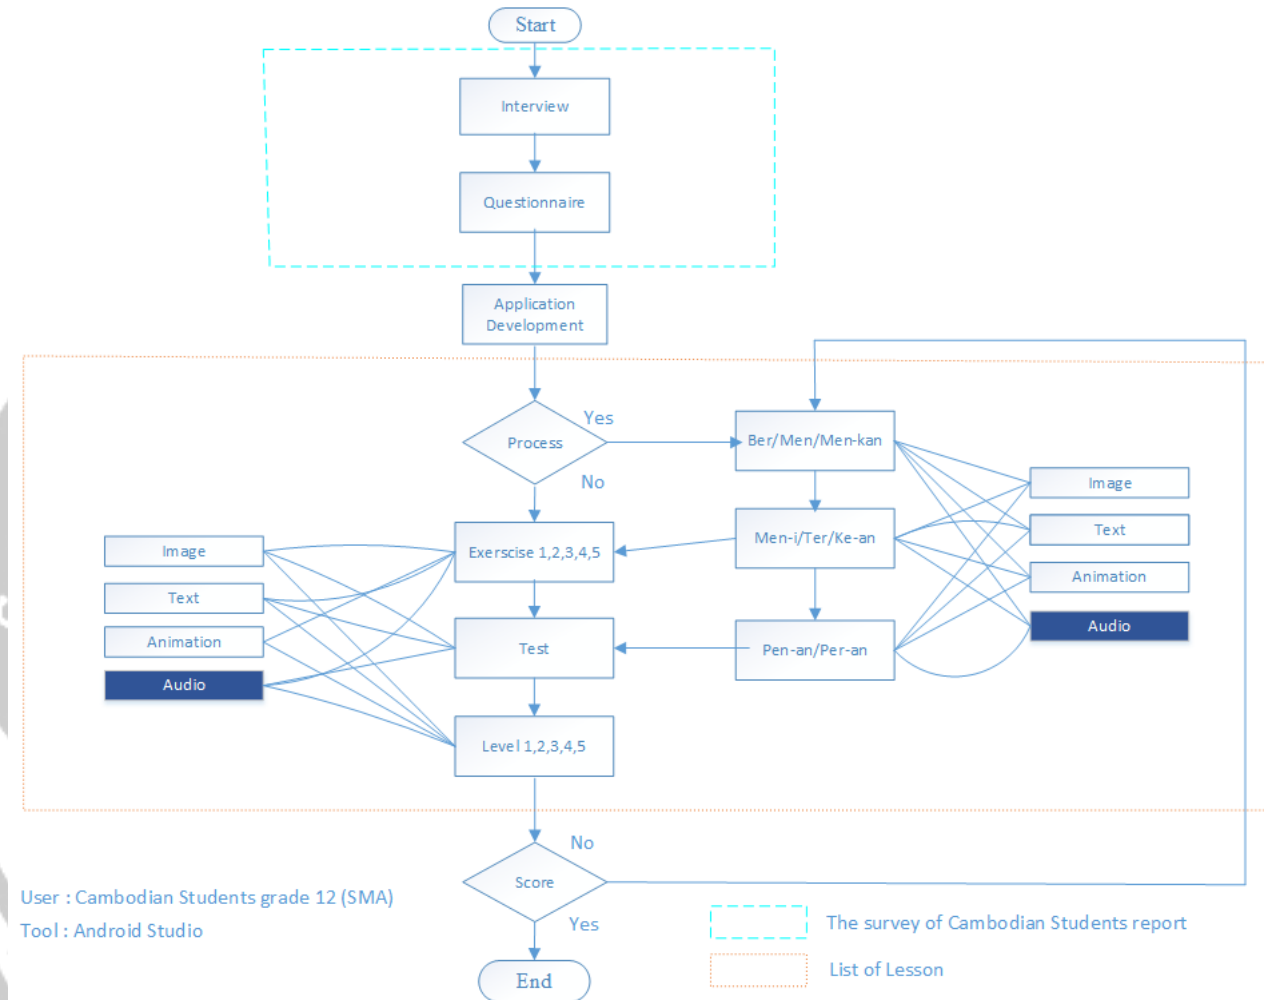 Start
Interview
Questionnaire
Application
Development
Process
Yes
No
Ber/Men/Men-kan
Men-i/Ter/Ke-an
Pen-an/Per-an
Image
Text
Animation
Audio
Image
Text
Animation
Audio
Exerscise 1,2,3,4,5
Test
Level 1,2,3,4,5
No
Score
Yes
End
User : Cambodian Students grade 12 (SMA)
Tool : Android Studio
The survey of Cambodian Students report
List of Lesson